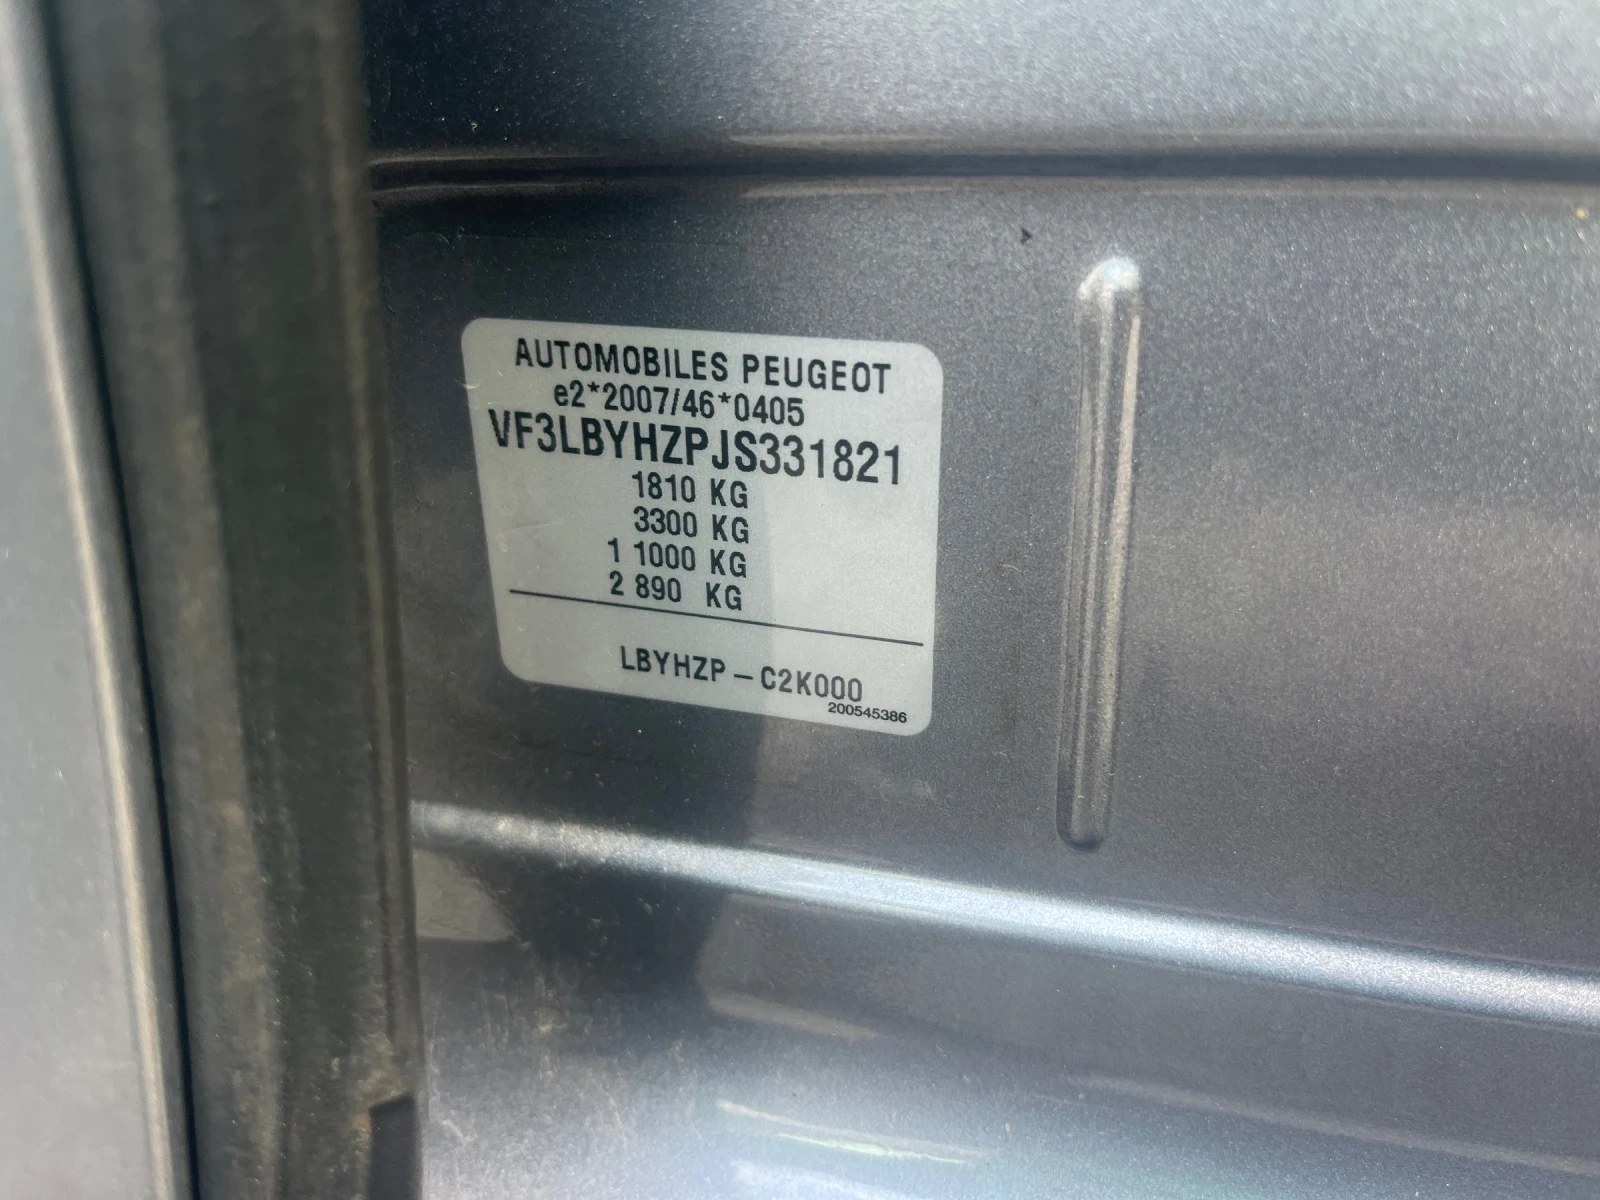 AUTOMOBILES PEUGEOT
e2*2007/46*0405
VF3LBYHZPJS331821
1810 KG
3300 KG
1 1000 KG
2 890 KG
LBYHZP – C2K000
200545386